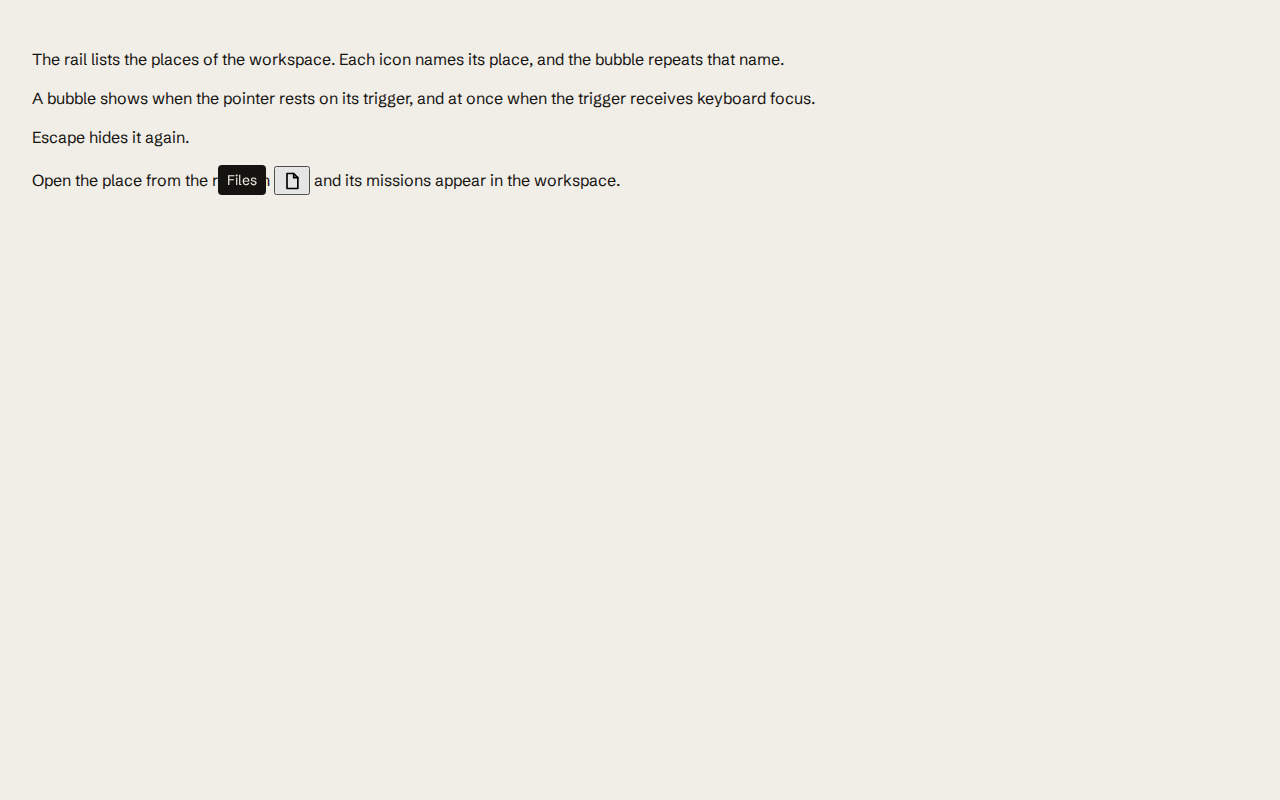 The rail lists the places of the workspace. Each icon names its place, and the bubble repeats that name.
A bubble shows when the pointer rests on its trigger, and at once when the trigger receives keyboard focus.
Escape hides it again.
Open the place from the Files and its missions appear in the workspace.